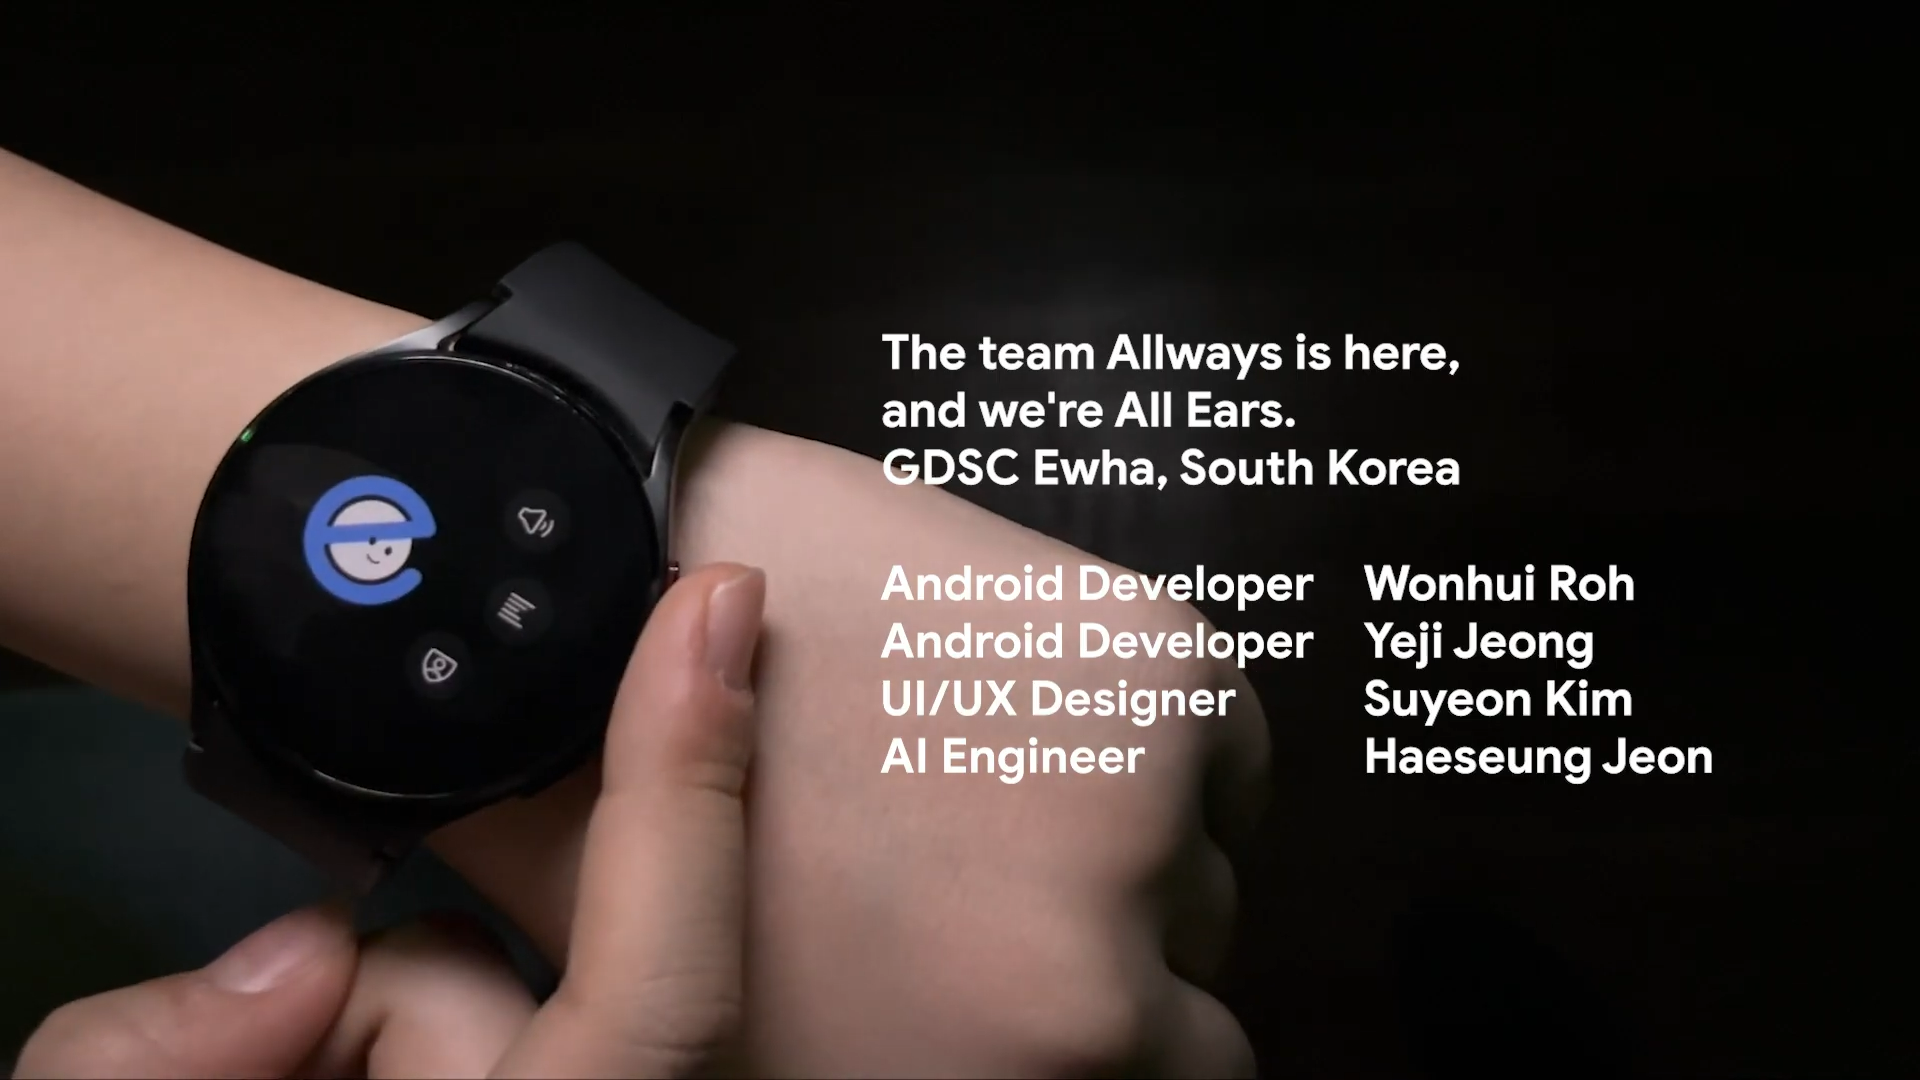 The team Allways is here,
and we're All Ears.
GDSC Ewha, South Korea
Android Developer Wonhui Roh
Android Developer Yeji Jeong
UI/UX Designer Suyeon Kim
AI Engineer Haeseung Jeon
e